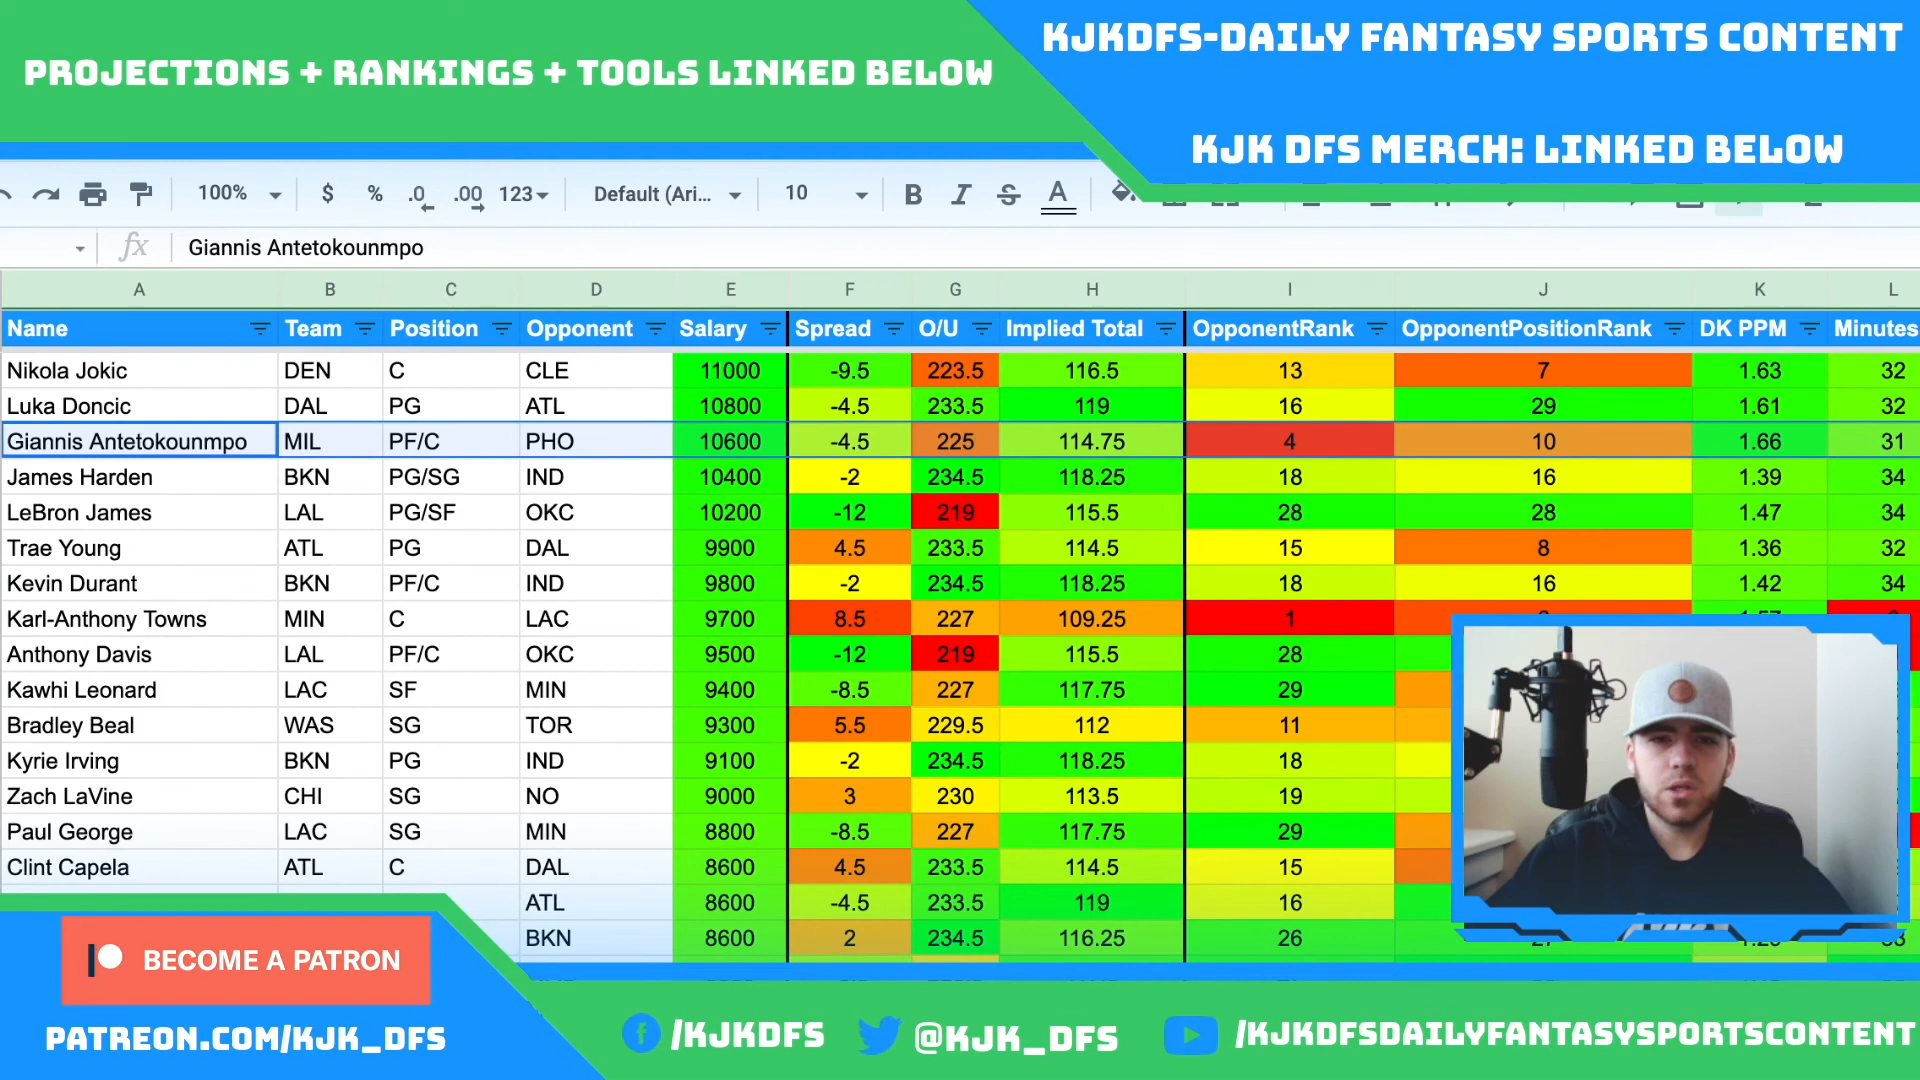 PROJECTIONS + RANKINGS + TOOLS LINKED BELOW
KJKDFS-DAILY FANTASY SPORTS CONTENT
KJK DFS MERCH: LINKED BELOW
100% $ % .0 .00 123 Default (Ari... 10 B I S A
fx Giannis Antetokounmpo
A B C D E F G H I J K L
Name Team Position Opponent Salary Spread O/U Implied Total OpponentRank OpponentPositionRank DK PPM Minutes
Nikola Jokic DEN C CLE 11000 -9.5 223.5 116.5 13 7 1.63 32
Luka Doncic DAL PG ATL 10800 -4.5 233.5 119 16 29 1.61 32
Giannis Antetokounmpo MIL PF/C PHO 10600 -4.5 225 114.75 4 10 1.66 31
James Harden BKN PG/SG IND 10400 -2 234.5 118.25 18 16 1.39 34
LeBron James LAL PG/SF OKC 10200 -12 219 115.5 28 28 1.47 34
Trae Young ATL PG DAL 9900 4.5 233.5 114.5 15 8 1.36 32
Kevin Durant BKN PF/C IND 9800 -2 234.5 118.25 18 16 1.42 34
Karl-Anthony Towns MIN C LAC 9700 8.5 227 109.25 1
Anthony Davis LAL PF/C OKC 9500 -12 219 115.5 28
Kawhi Leonard LAC SF MIN 9400 -8.5 227 117.75 29
Bradley Beal WAS SG TOR 9300 5.5 229.5 112 11
Kyrie Irving BKN PG IND 9100 -2 234.5 118.25 18
Zach LaVine CHI SG NO 9000 3 230 113.5 19
Paul George LAC SG MIN 8800 -8.5 227 117.75 29
Clint Capela ATL C DAL 8600 4.5 233.5 114.5 15
ATL 8600 -4.5 233.5 119 16
BKN 8600 2 234.5 116.25 26
BECOME A PATRON
PATREON.COM/KJK_DFS
/KJKDFS
@KJK_DFS
/KJKDFSDAILYFANTASYSPORTSCONTENT